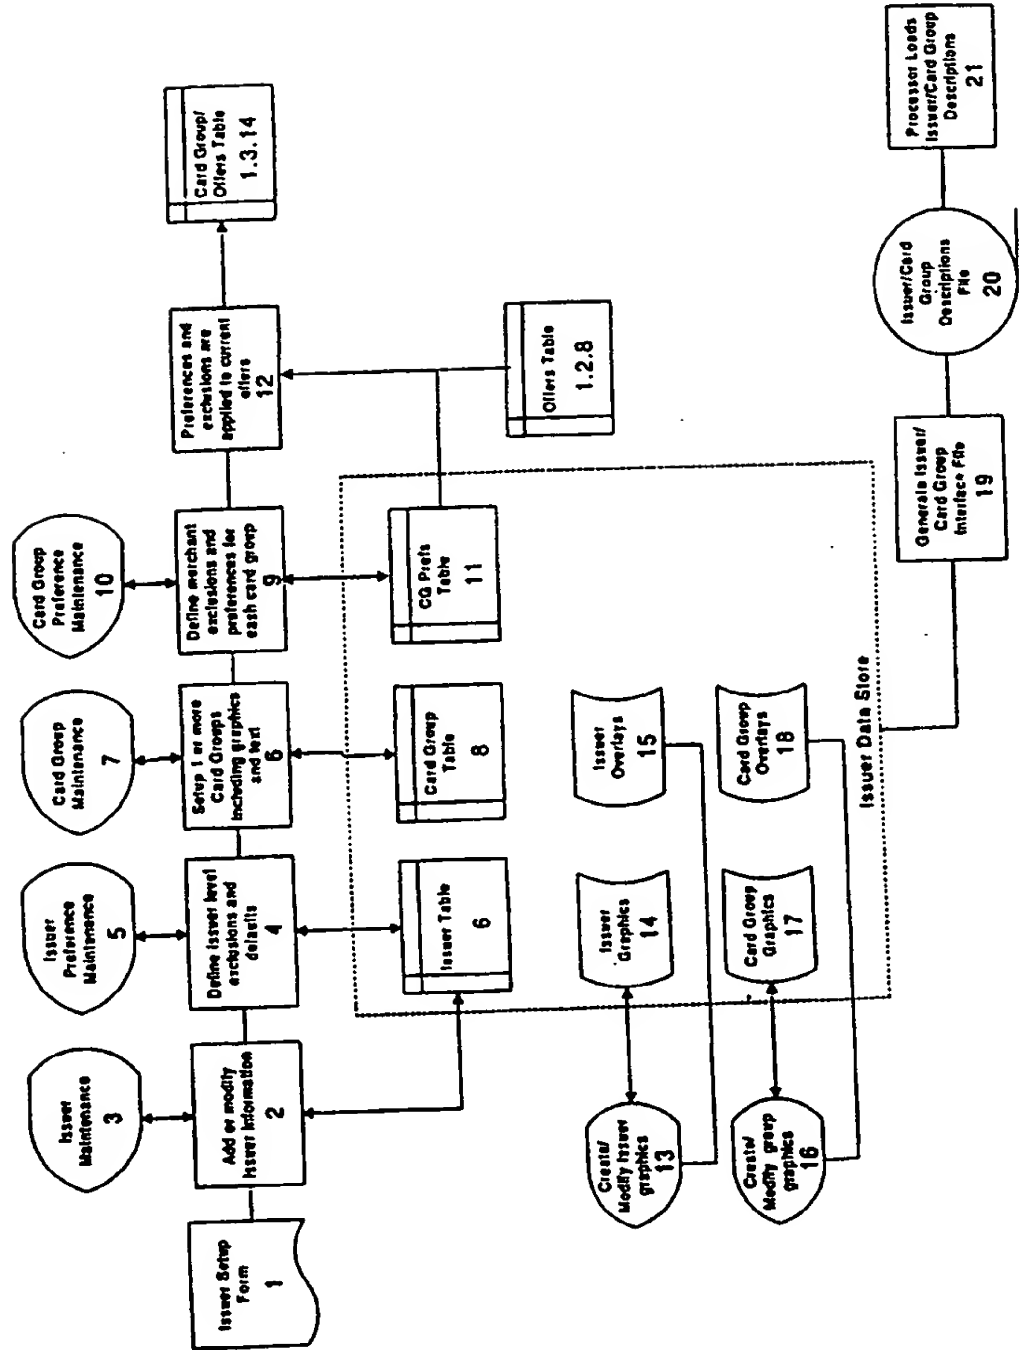 Issuer Setup
Form
1
Add or modify
Issuer Information
2
Issuer
Maintenance
3
Define Issuer level
exclusions and
defaults
4
Issuer
Preference
Maintenance
5
Setup 1 or more
Card Groups
including graphics
and text
6
Card Group
Maintenance
7
Define merchant
exclusions and
preferences for
each card group
9
Card Group
Preference
Maintenance
10
Preferences and
exclusions are
applied to current
offers
12
Card Group/
Offers Table
1.3.14
Issuer Table
6
Card Group
Table
8
CG Prefs
Table
11
Offers Table
1.2.8
Create/
Modify Issuer
graphics
13
Issuer
Graphics
14
Issuer
Overlays
15
Create/
Modify group
graphics
16
Card Group
Graphics
17
Card Group
Overlays
18
Issuer Data Store
Generate Issuer/
Card Group
Interface File
19
Issuer/Card
Group
Descriptions
File
20
Processor Loads
Issuer/Card Group
Descriptions
21